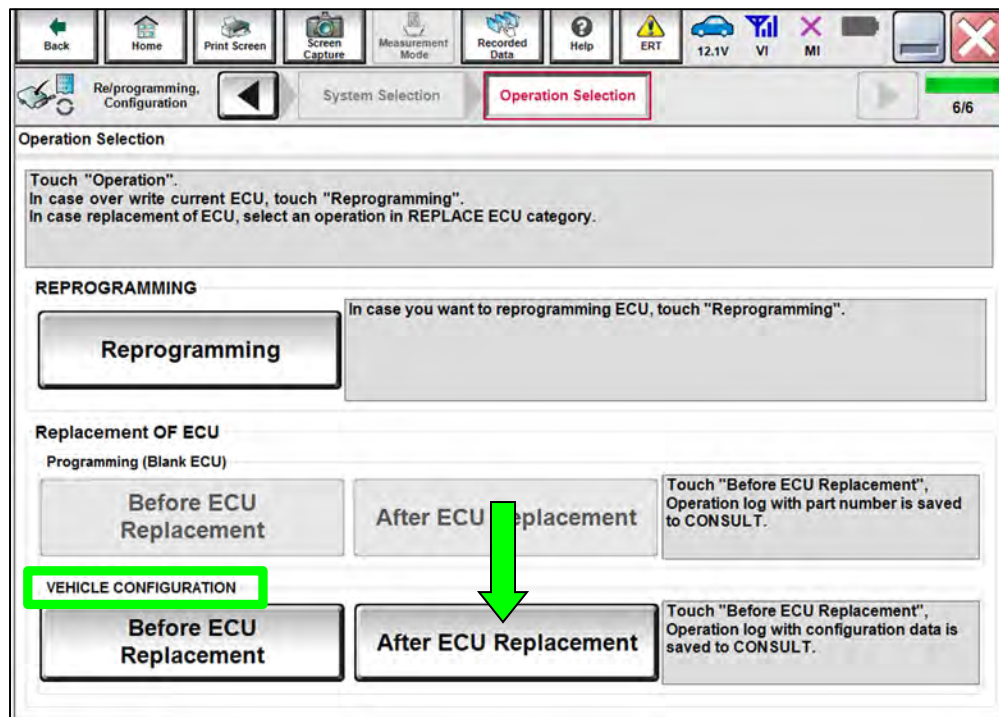 Back
Home
Print Screen
Screen
Capture
Measurement
Mode
Recorded
Data
Help
ERT
12.1V
VI
MI
Re/programming,
Configuration
System Selection
Operation Selection
6/6
Operation Selection
Touch "Operation".
In case over write current ECU, touch "Reprogramming".
In case replacement of ECU, select an operation in REPLACE ECU category.
REPROGRAMMING
Reprogramming
In case you want to reprogramming ECU, touch "Reprogramming".
Replacement OF ECU
Programming (Blank ECU)
Before ECU
Replacement
After ECU Replacement
Touch "Before ECU Replacement",
Operation log with part number is saved
to CONSULT.
VEHICLE CONFIGURATION
Before ECU
Replacement
After ECU Replacement
Touch "Before ECU Replacement",
Operation log with configuration data is
saved to CONSULT.